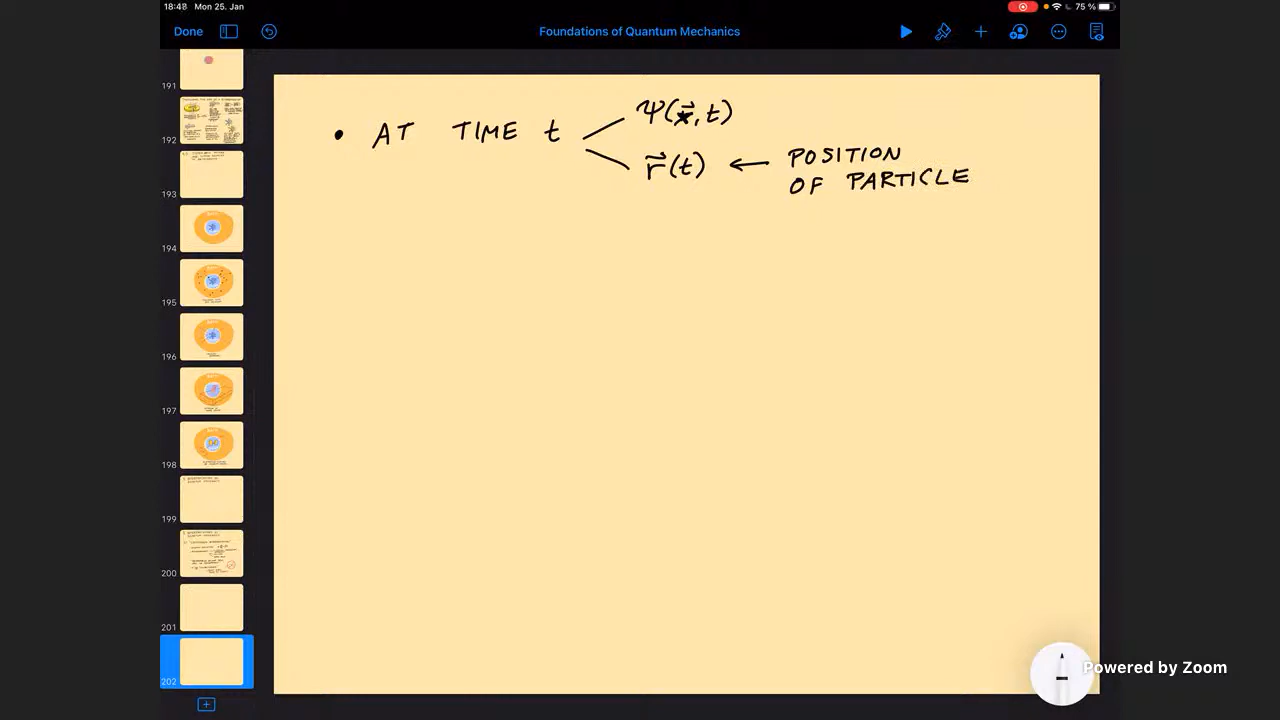 18:48 Mon 25. Jan
75 %
Done
Foundations of Quantum Mechanics
191
192
193
194
195
196
197
198
199
200
201
202
• AT TIME t
Ψ(x⃗, t)
r⃗(t) ← POSITION
OF PARTICLE
Powered by Zoom